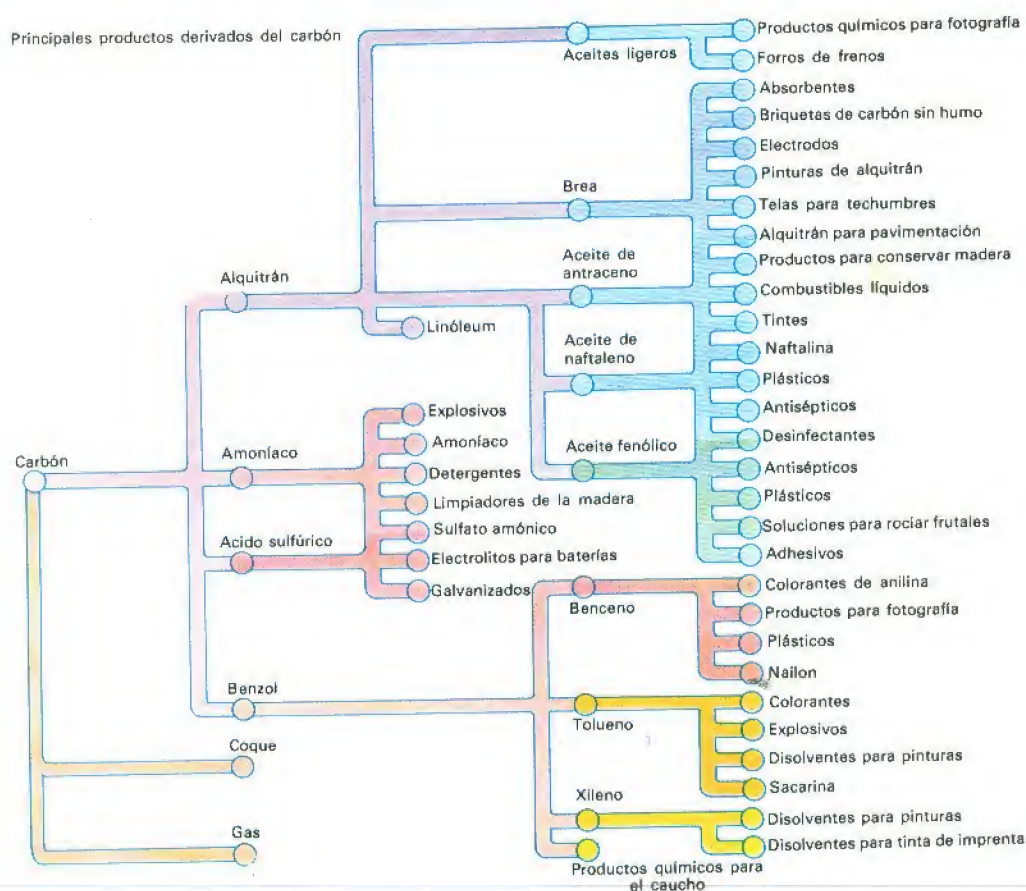 Principales productos derivados del carbón
Carbón
Alquitrán
Amoníaco
Acido sulfúrico
Benzol
Coque
Gas
Linóleum
Explosivos
Amoníaco
Detergentes
Limpiadores de la madera
Sulfato amónico
Electrolitos para baterías
Galvanizados
Aceites ligeros
Brea
Aceite de
antraceno
Aceite de
naftaleno
Aceite fenólico
Benceno
Tolueno
Xileno
Productos químicos para
el caucho
Productos químicos para fotografía
Forros de frenos
Absorbentes
Briquetas de carbón sin humo
Electrodos
Pinturas de alquitrán
Telas para techumbres
Alquitrán para pavimentación
Productos para conservar madera
Combustibles líquidos
Tintes
Naftalina
Plásticos
Antisépticos
Desinfectantes
Antisépticos
Plásticos
Soluciones para rociar frutales
Adhesivos
Colorantes de anilina
Productos para fotografía
Plásticos
Nailon
Colorantes
Explosivos
Disolventes para pinturas
Sacarina
Disolventes para pinturas
Disolventes para tinta de imprenta